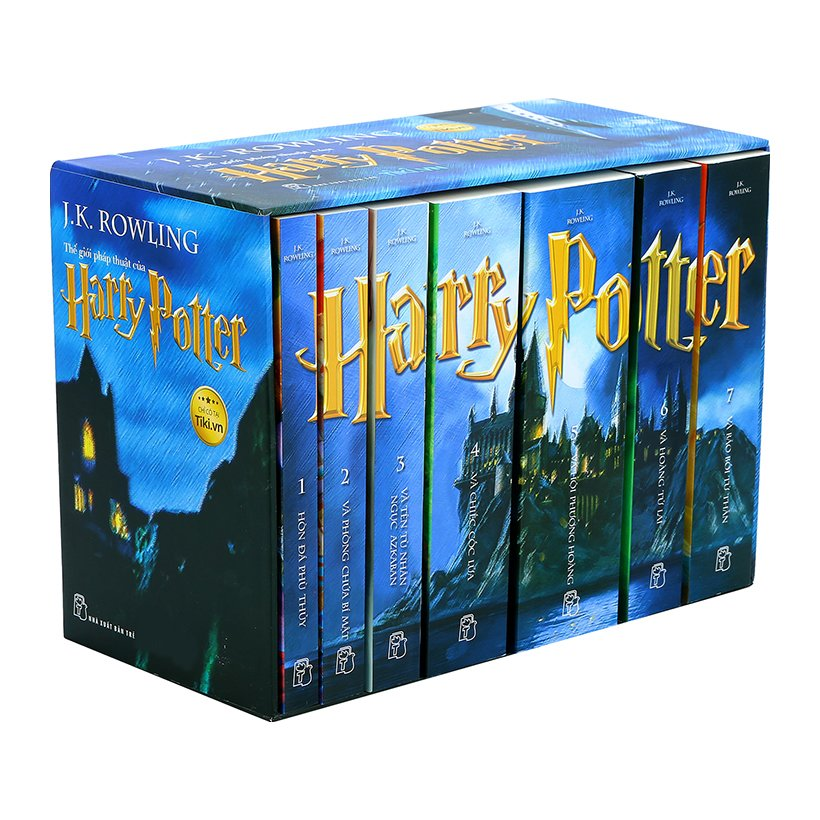 J.K. ROWLING
Harry Potter
J.K. ROWLING
Thế giới pháp thuật của
Harry Potter
CHỈ CÓ TẠI
Tiki.vn
NHÀ XUẤT BẢN TRẺ
Harry Potter
J.K.
ROWLING
1 HÒN ĐÁ PHÙ THỦY
J.K.
ROWLING
2 VÀ PHÒNG CHỨA BÍ MẬT
J.K.
ROWLING
3 VÀ TÊN TÙ NHÂN
NGỤC AZKABAN
J.K.
ROWLING
4 VÀ CHIẾC CỐC LỬA
J.K.
ROWLING
5 VÀ HỘI PHƯỢNG HOÀNG
J.K.
ROWLING
6 VÀ HOÀNG TỬ LAI
J.K.
ROWLING
7 VÀ BẢO BỐI TỬ THẦN